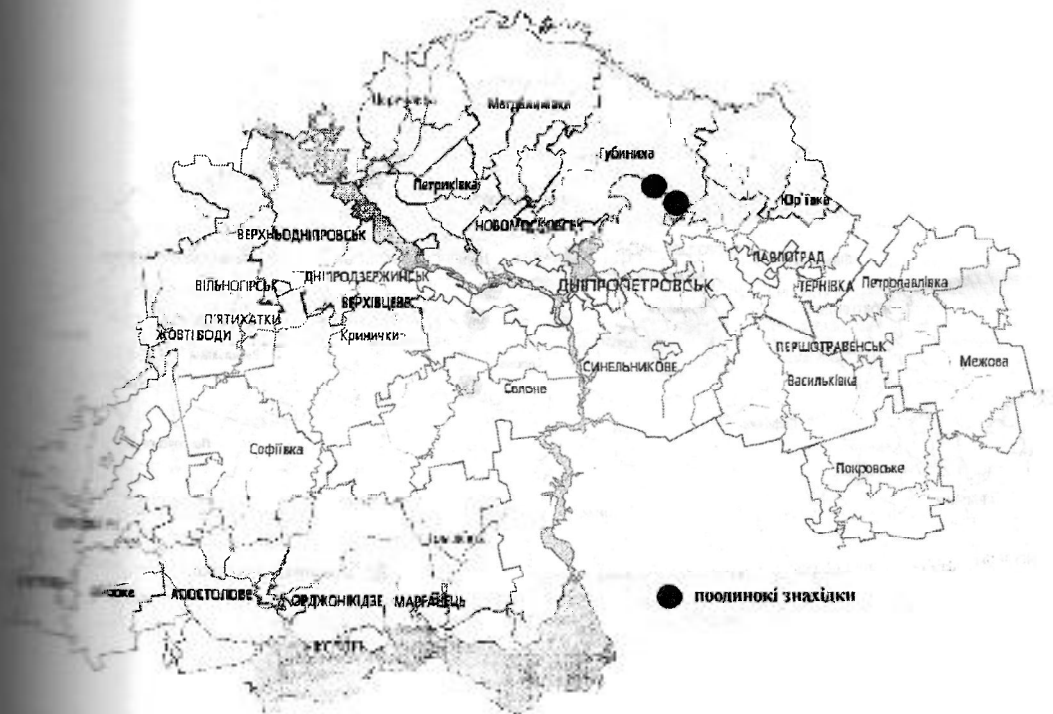 Магдалинівка
Губиниха
Петриківка
Юр'ївка
НОВОМОСКОВСЬК
ВЕРХНЬОДНІПРОВСЬК
ПАВЛОГРАД
ДНІПРОДЗЕРЖИНСЬК
ВІЛЬНОГІРСЬК
ДНІПРОПЕТРОВСЬК
ТЕРНІВКА
Петропавлівка
ВЕРХІВЦЕВЕ
П'ЯТИХАТКИ
ЖОВТІ ВОДИ
Кринички
ПЕРШОТРАВЕНСЬК
Межова
СИНЕЛЬНИКОВЕ
Васильківка
Солоне
Софіївка
Покровське
АПОСТОЛОВЕ
ОРДЖОНІКІДЗЕ
МАРГАНЕЦЬ
поодинокі знахідки